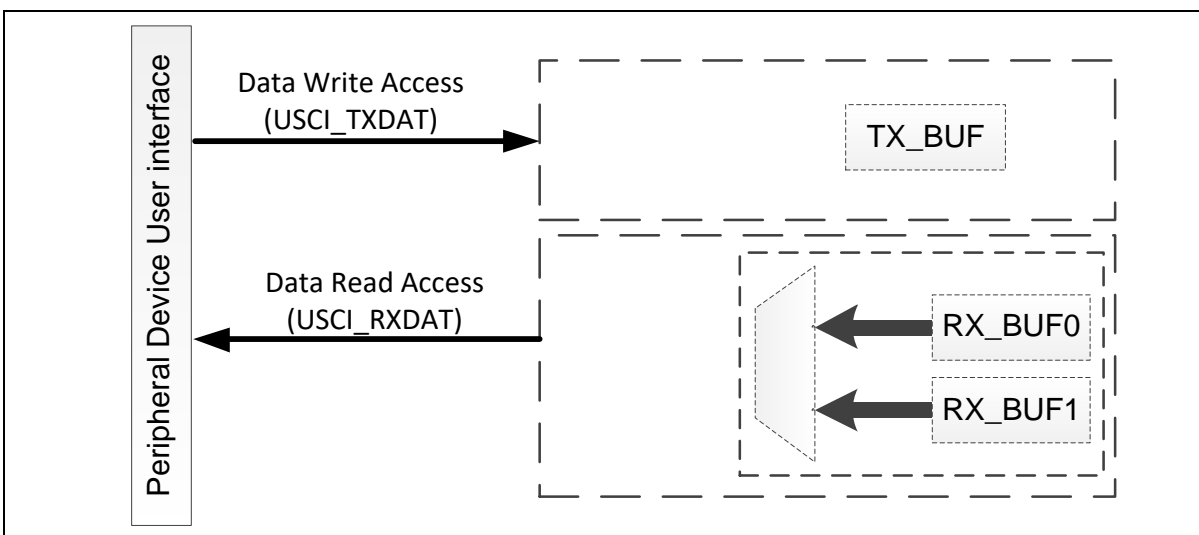 Peripheral Device User interface
Data Write Access
(USCI_TXDAT)
TX_BUF
Data Read Access
(USCI_RXDAT)
RX_BUF0
RX_BUF1